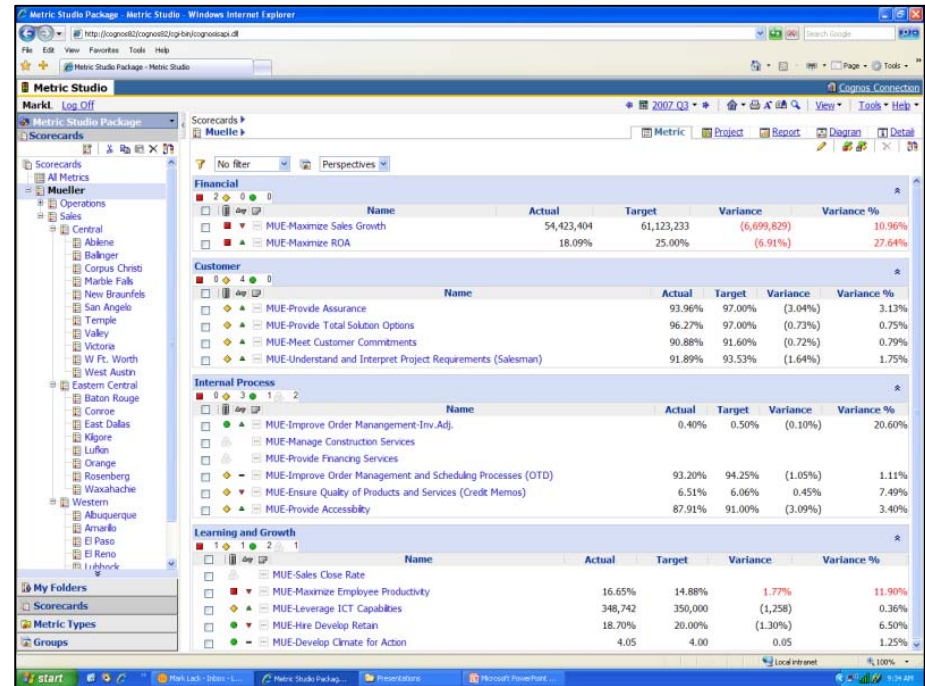 Metric Studio Package - Metric Studio - Windows Internet Explorer
http://cognos82/cognos82/cgi-bin/cognosisapi.dll
Search Google
File Edit View Favorites Tools Help
Metric Studio Package - Metric Studio
Page Tools
Metric Studio
Cognos Connection
MarkL Log Off
2007 Q3
View Tools Help
Metric Studio Package
Scorecards
Scorecards
Muelle
Metric Project Report Diagran Detail
No filter
Perspectives
Scorecards
All Metrics
Mueller
Operations
Sales
Central
Abilene
Balinger
Corpus Christi
Marble Falls
New Braunfels
San Angelo
Temple
Valley
Victoria
W Ft. Worth
West Austin
Eastern Central
Baton Rouge
Conroe
East Dallas
Kilgore
Lufkin
Orange
Rosenberg
Waxahachie
Western
Albuquerque
Amarillo
El Paso
El Reno
Lubbock
My Folders
Scorecards
Metric Types
Groups
Financial
2 0 0
Name Actual Target Variance Variance %
MUE-Maximize Sales Growth 54,423,404 61,123,233 (6,699,829) 10.96%
MUE-Maximize ROA 18.09% 25.00% (6.91%) 27.64%
Customer
0 4 0
Name Actual Target Variance Variance %
MUE-Provide Assurance 93.96% 97.00% (3.04%) 3.13%
MUE-Provide Total Solution Options 96.27% 97.00% (0.73%) 0.75%
MUE-Meet Customer Commitments 90.88% 91.60% (0.72%) 0.79%
MUE-Understand and Interpret Project Requirements (Salesman) 91.89% 93.53% (1.64%) 1.75%
Internal Process
0 3 1 2
Name Actual Target Variance Variance %
MUE-Improve Order Manangement-Inv.Adj. 0.40% 0.50% (0.10%) 20.60%
MUE-Manage Construction Services
MUE-Provide Financing Services
MUE-Improve Order Management and Scheduling Processes (OTD) 93.20% 94.25% (1.05%) 1.11%
MUE-Ensure Quality of Products and Services (Credit Memos) 6.51% 6.06% 0.45% 7.49%
MUE-Provide Accessbility 87.91% 91.00% (3.09%) 3.40%
Learning and Growth
1 1 2 1
Name Actual Target Variance Variance %
MUE-Sales Close Rate
MUE-Maximize Employee Productivity 16.65% 14.88% 1.77% 11.90%
MUE-Leverage ICT Capabilities 348,742 350,000 (1,258) 0.36%
MUE-Hire Develop Retain 18.70% 20.00% (1.30%) 6.50%
MUE-Develop Climate for Action 4.05 4.00 0.05 1.25%
Local intranet
100%
start
Mark Lack - Inbox - L...
Metric Studio Packag...
Presentations
Microsoft PowerPoint ...
9:34 AM